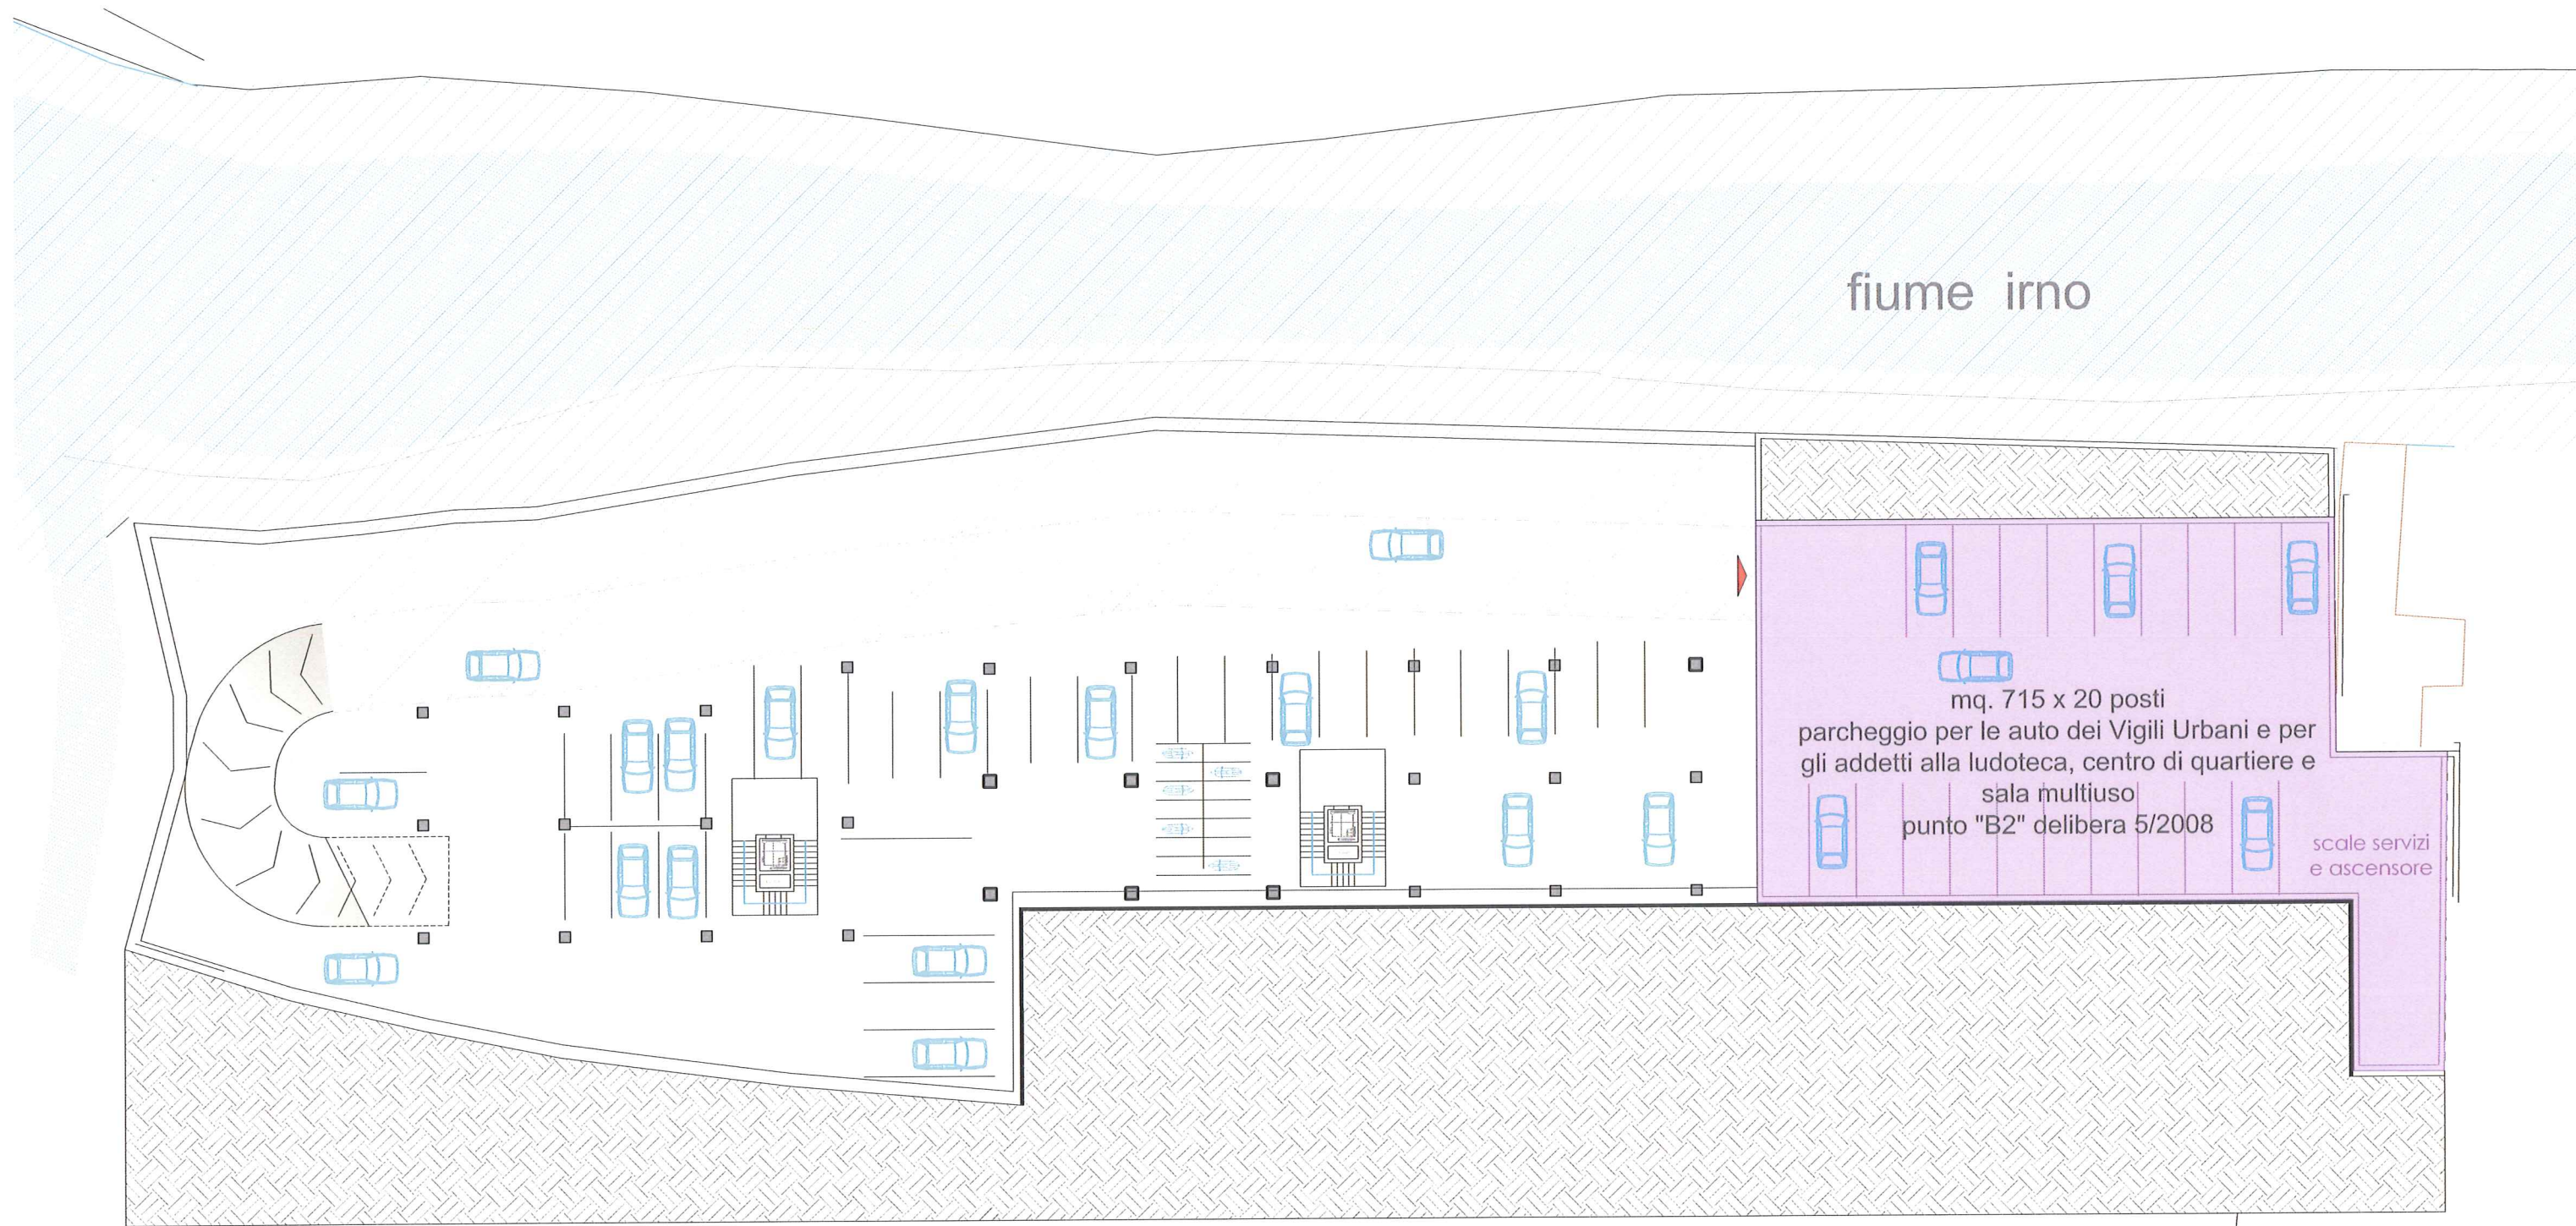 fiume irno
mq. 715 x 20 posti
parcheggio per le auto dei Vigili Urbani e per
gli addetti alla ludoteca, centro di quartiere e
sala multiuso
punto "B2" delibera 5/2008
scale servizi
e ascensore